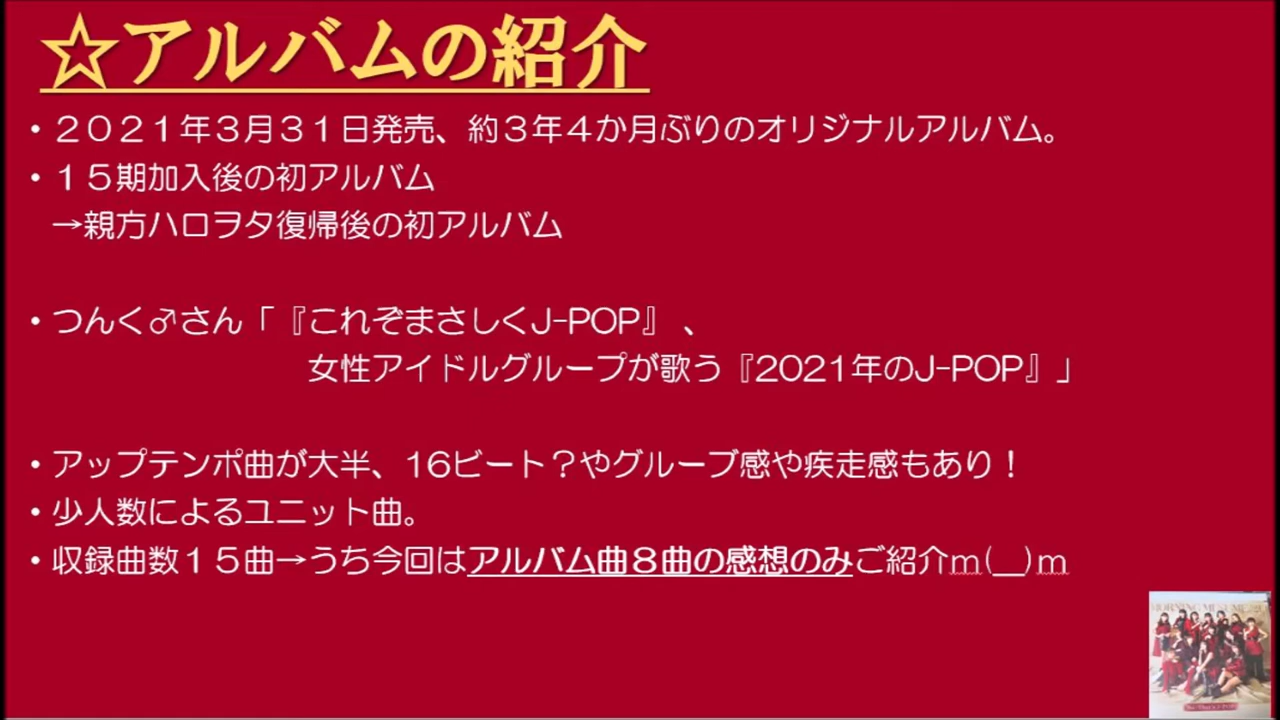 ☆アルバムの紹介
・２０２１年３月３１日発売、約３年４か月ぶりのオリジナルアルバム。
・１５期加入後の初アルバム
→親方ハロヲタ復帰後の初アルバム
・つんく♂さん「『これぞまさしくJ-POP』、
女性アイドルグループが歌う『2021年のJ-POP』」
・アップテンポ曲が大半、16ビート？やグルーブ感や疾走感もあり！
・少人数によるユニット曲。
・収録曲数１５曲→うち今回はアルバム曲８曲の感想のみご紹介m(__)m